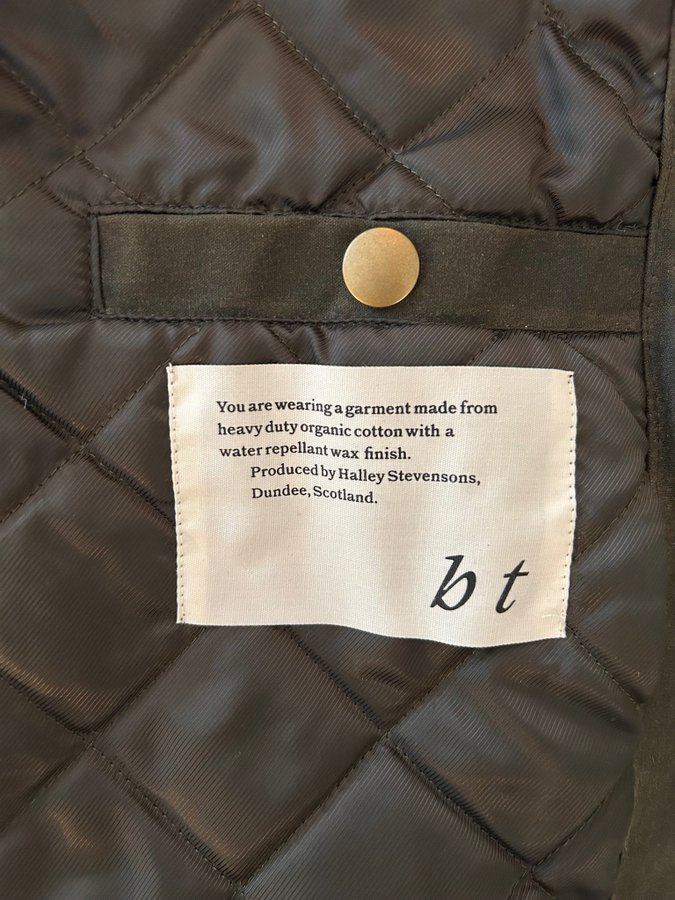 You are wearing a garment made from
heavy duty organic cotton with a
water repellant wax finish.
Produced by Halley Stevensons,
Dundee, Scotland.
b t